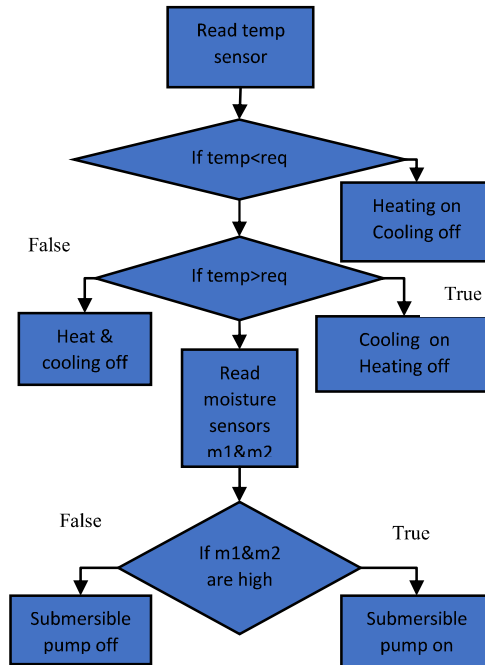 Read temp
sensor
If temp<req
Heating on
Cooling off
False
If temp>req
True
Heat &
cooling off
Cooling  on
Heating off
Read
moisture
sensors
m1&m2
False
True
If m1&m2
are high
Submersible
pump off
Submersible
pump on